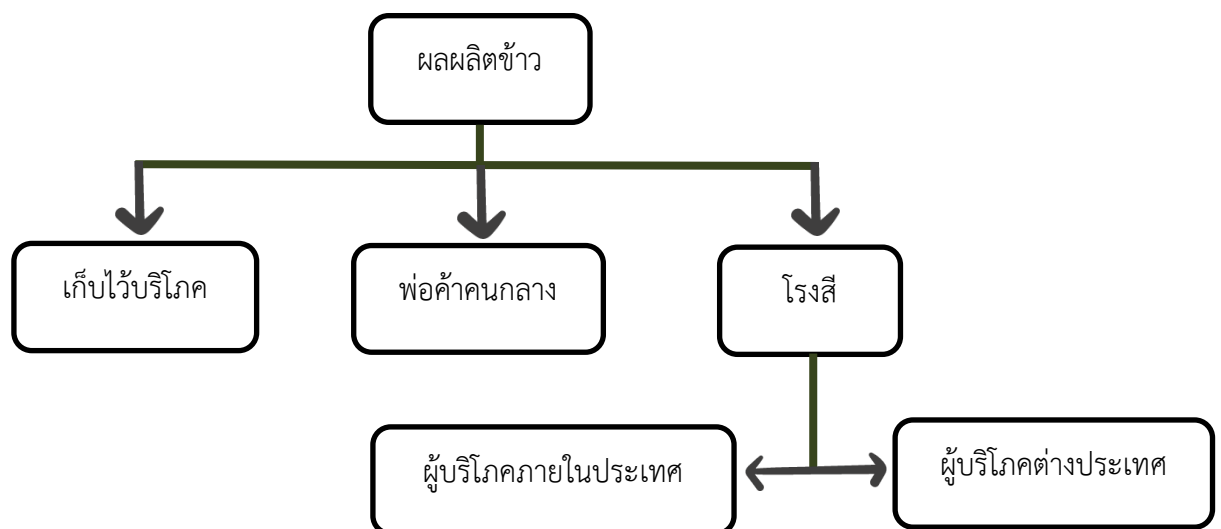 ผลผลิตข้าว
เก็บไว้บริโภค
พ่อค้าคนกลาง
โรงสี
ผู้บริโภคภายในประเทศ
ผู้บริโภคต่างประเทศ